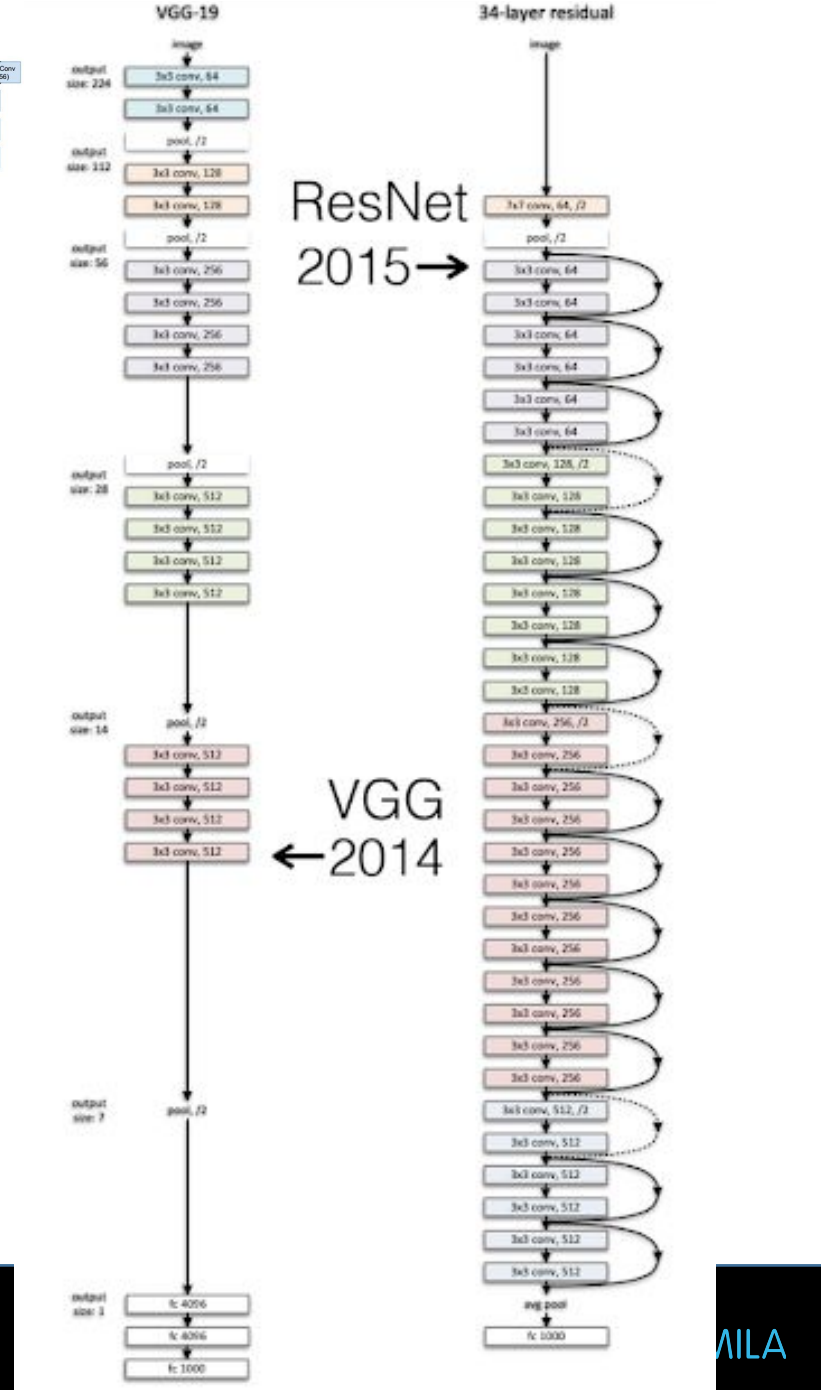 VGG-19
image
output
size: 224
3x3 conv, 64
3x3 conv, 64
pool, /2
output
size: 112
3x3 conv, 128
3x3 conv, 128
pool, /2
output
size: 56
3x3 conv, 256
3x3 conv, 256
3x3 conv, 256
3x3 conv, 256
pool, /2
output
size: 28
3x3 conv, 512
3x3 conv, 512
3x3 conv, 512
3x3 conv, 512
output
size: 14
pool, /2
3x3 conv, 512
3x3 conv, 512
3x3 conv, 512
3x3 conv, 512
output
size: 7
pool, /2
output
size: 1
fc 4096
fc 4096
fc 1000
ResNet
2015
VGG
2014
34-layer residual
image
7x7 conv, 64, /2
pool, /2
3x3 conv, 64
3x3 conv, 64
3x3 conv, 64
3x3 conv, 64
3x3 conv, 64
3x3 conv, 64
3x3 conv, 128, /2
3x3 conv, 128
3x3 conv, 128
3x3 conv, 128
3x3 conv, 128
3x3 conv, 128
3x3 conv, 128
3x3 conv, 128
3x3 conv, 256, /2
3x3 conv, 256
3x3 conv, 256
3x3 conv, 256
3x3 conv, 256
3x3 conv, 256
3x3 conv, 256
3x3 conv, 256
3x3 conv, 256
3x3 conv, 256
3x3 conv, 256
3x3 conv, 256
3x3 conv, 512, /2
3x3 conv, 512
3x3 conv, 512
3x3 conv, 512
3x3 conv, 512
3x3 conv, 512
avg pool
fc 1000
Conv
56)
MILA